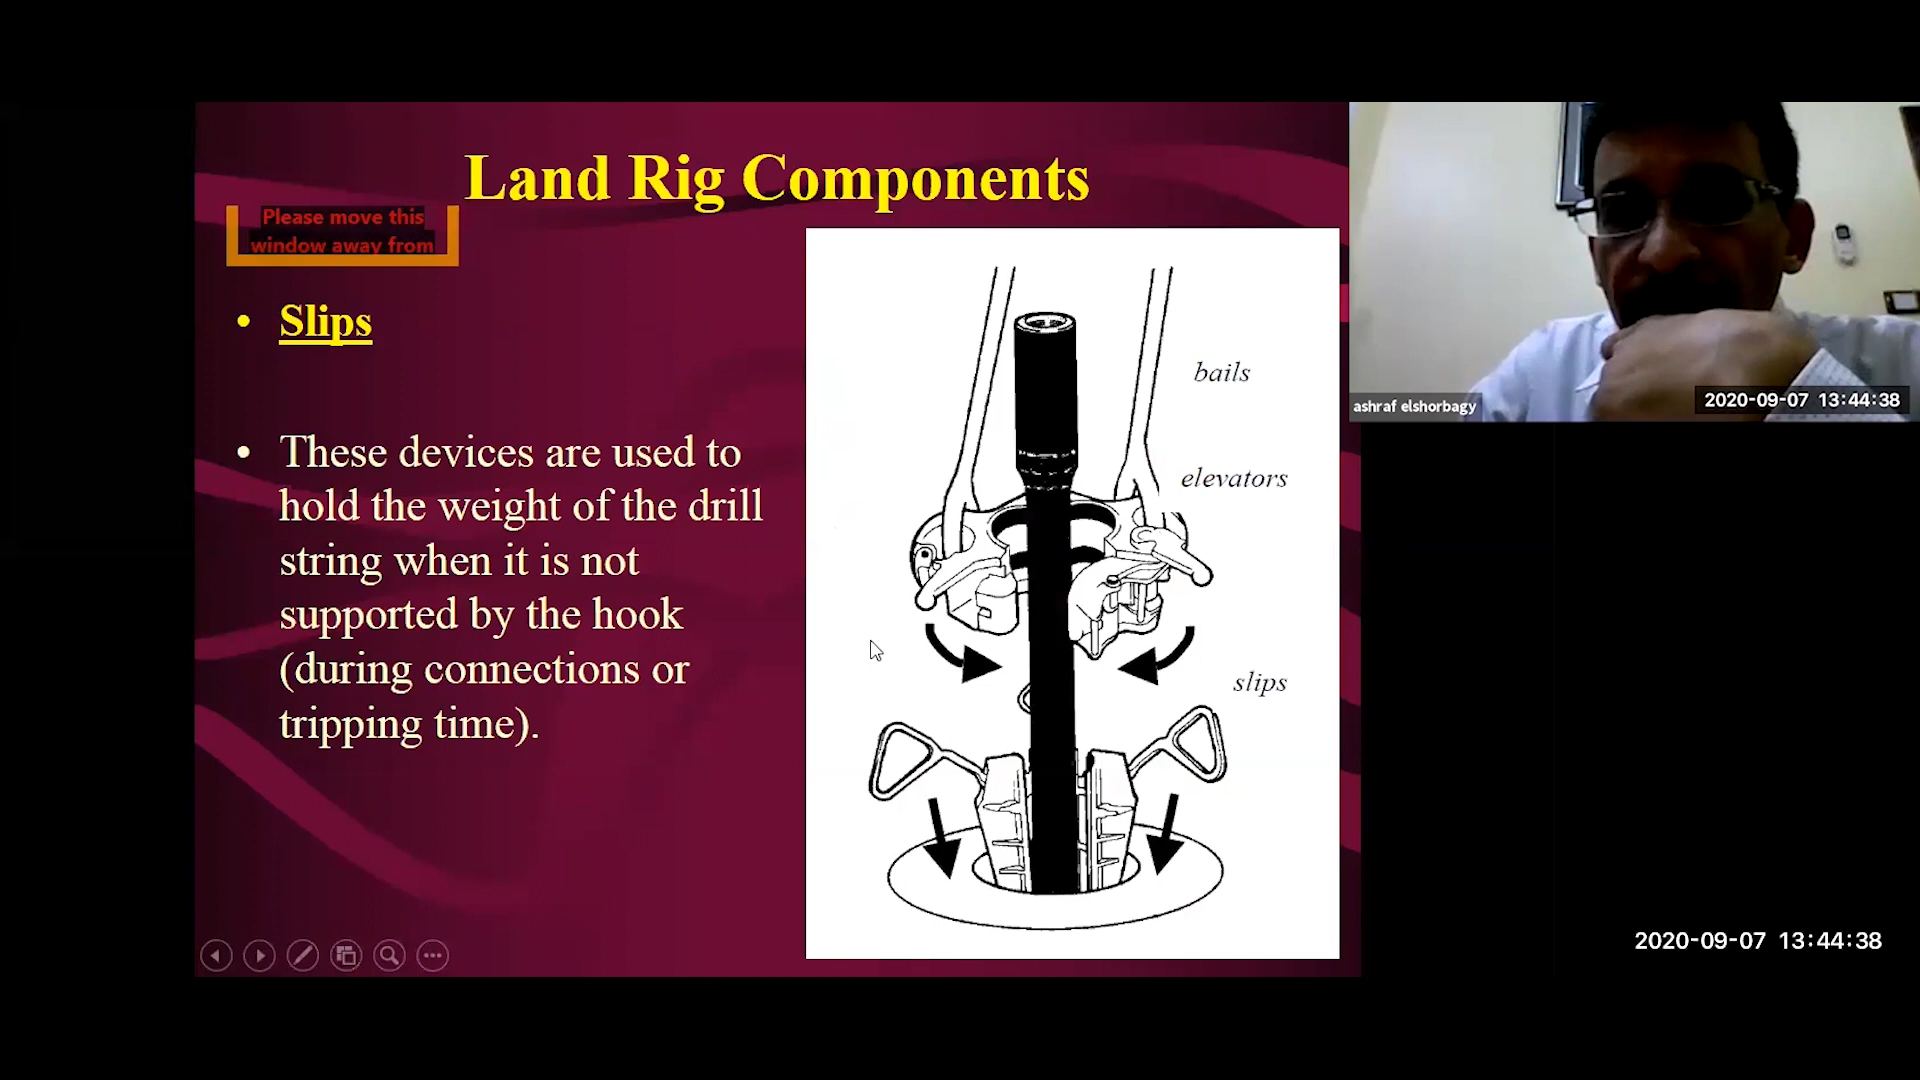 Land Rig Components
Please move this
window away from
• Slips
• These devices are used to
hold the weight of the drill
string when it is not
supported by the hook
(during connections or
tripping time).
bails
elevators
slips
ashraf elshorbagy
2020-09-07 13:44:38
2020-09-07 13:44:38